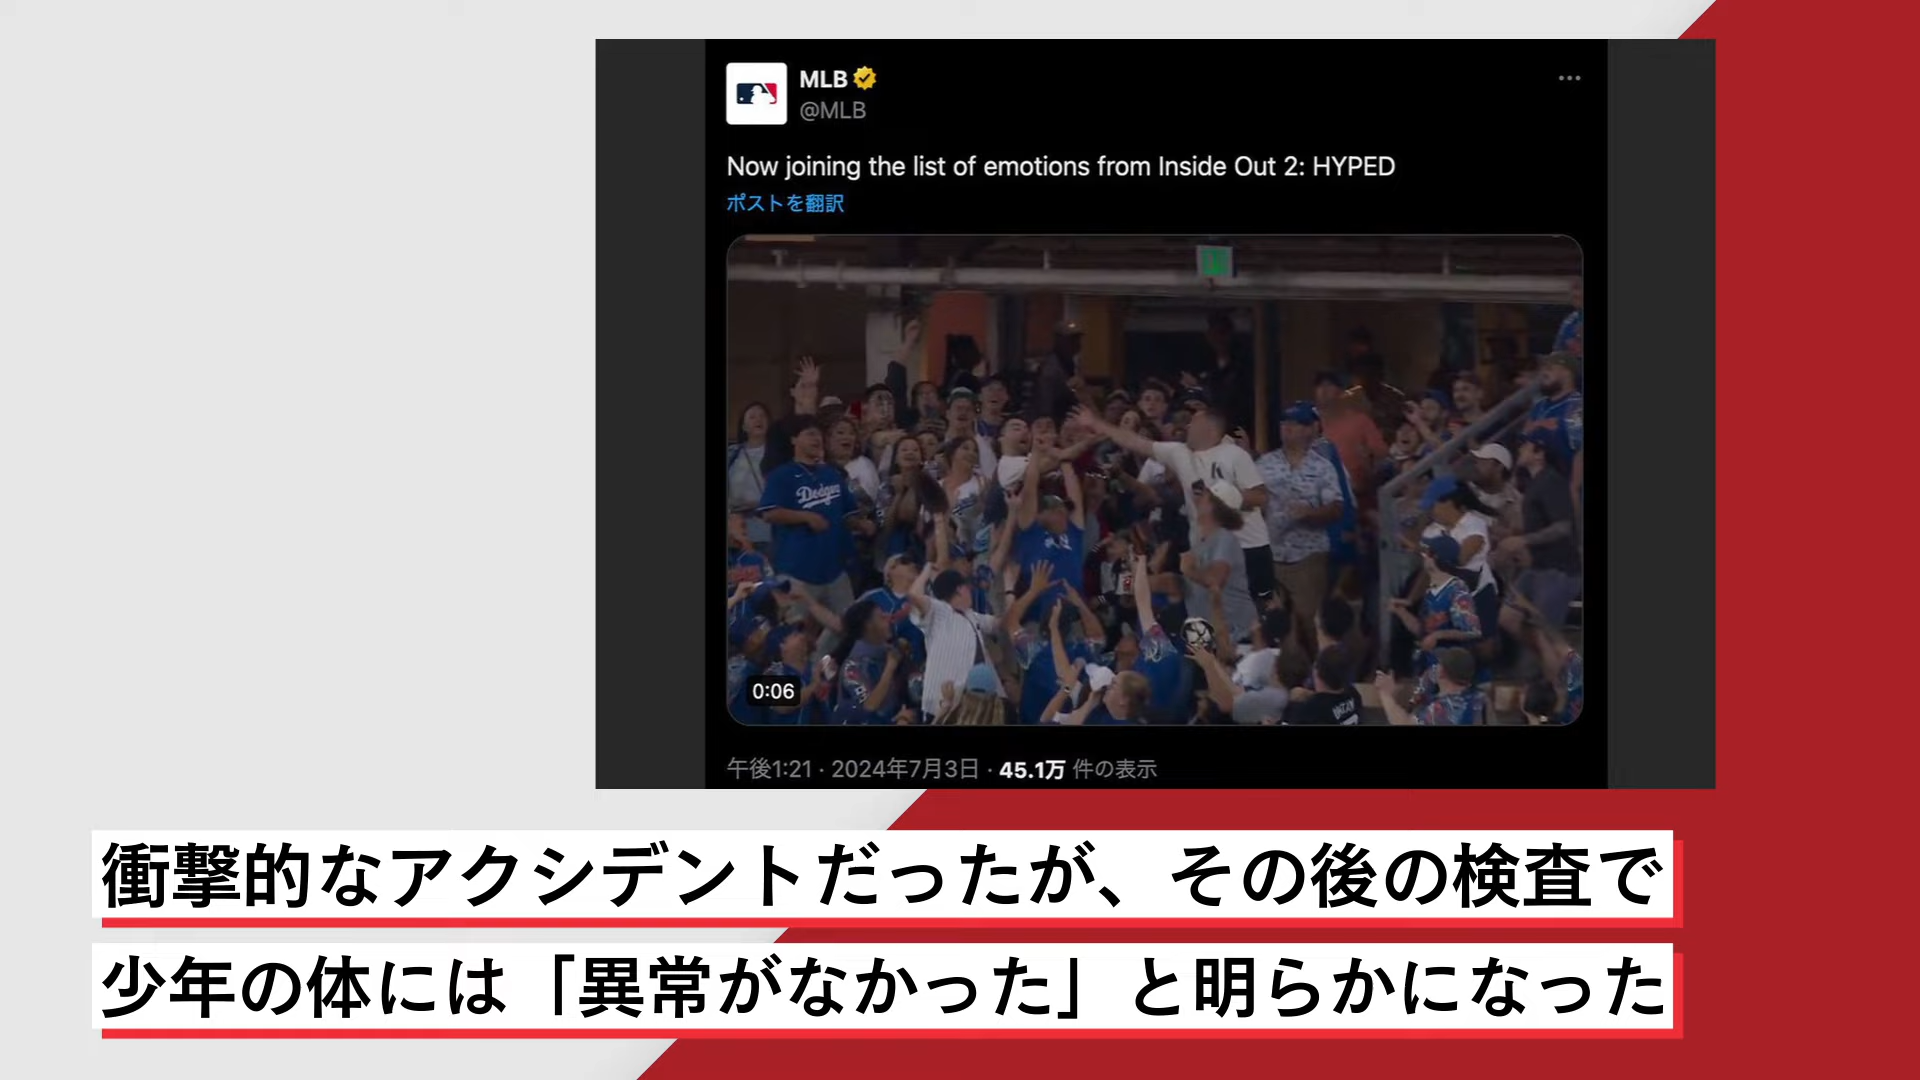 MLB
@MLB
Now joining the list of emotions from Inside Out 2: HYPED
ポストを翻訳
Dodgers
0:06
午後1:21 · 2024年7月3日 · 45.1万 件の表示
衝撃的なアクシデントだったが、その後の検査で
少年の体には「異常がなかった」と明らかになった